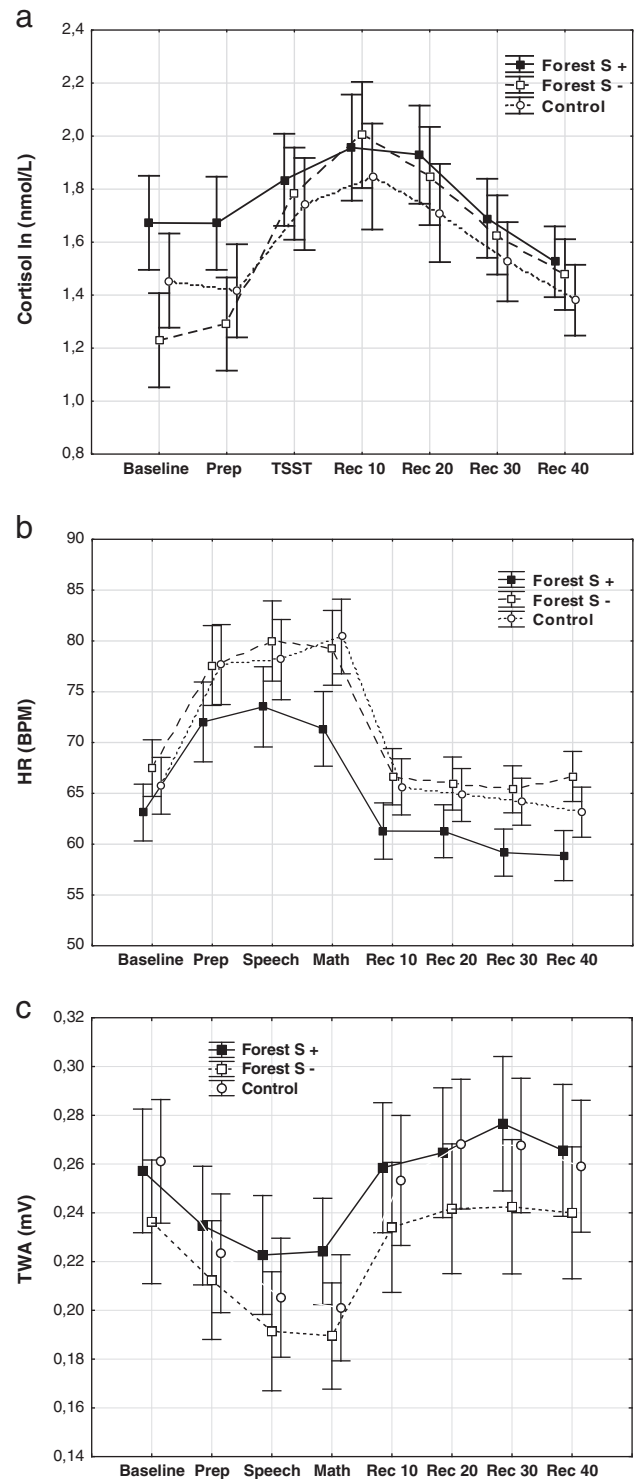 a
2,4
2,2
2,0
1,8
1,6
1,4
1,2
1,0
0,8
Cortisol ln (nmol/L)
Forest S +
Forest S -
Control
Baseline Prep TSST Rec 10 Rec 20 Rec 30 Rec 40
b
90
85
80
75
70
65
60
55
50
HR (BPM)
Forest S +
Forest S -
Control
Baseline Prep Speech Math Rec 10 Rec 20 Rec 30 Rec 40
c
0,32
0,30
0,28
0,26
0,24
0,22
0,20
0,18
0,16
0,14
TWA (mV)
Forest S +
Forest S -
Control
Baseline Prep Speech Math Rec 10 Rec 20 Rec 30 Rec 40